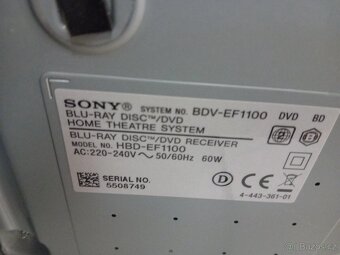 SONY® SYSTEM NO. BDV-EF1100 DVD BD
BLU-RAY DISC™/DVD
HOME THEATRE SYSTEM
BLU-RAY DISC™/DVD RECEIVER
MODEL NO. HBD-EF1100
AC:220-240V～50/60Hz 60W
SERIAL NO.
5508749
D
4-443-361-01